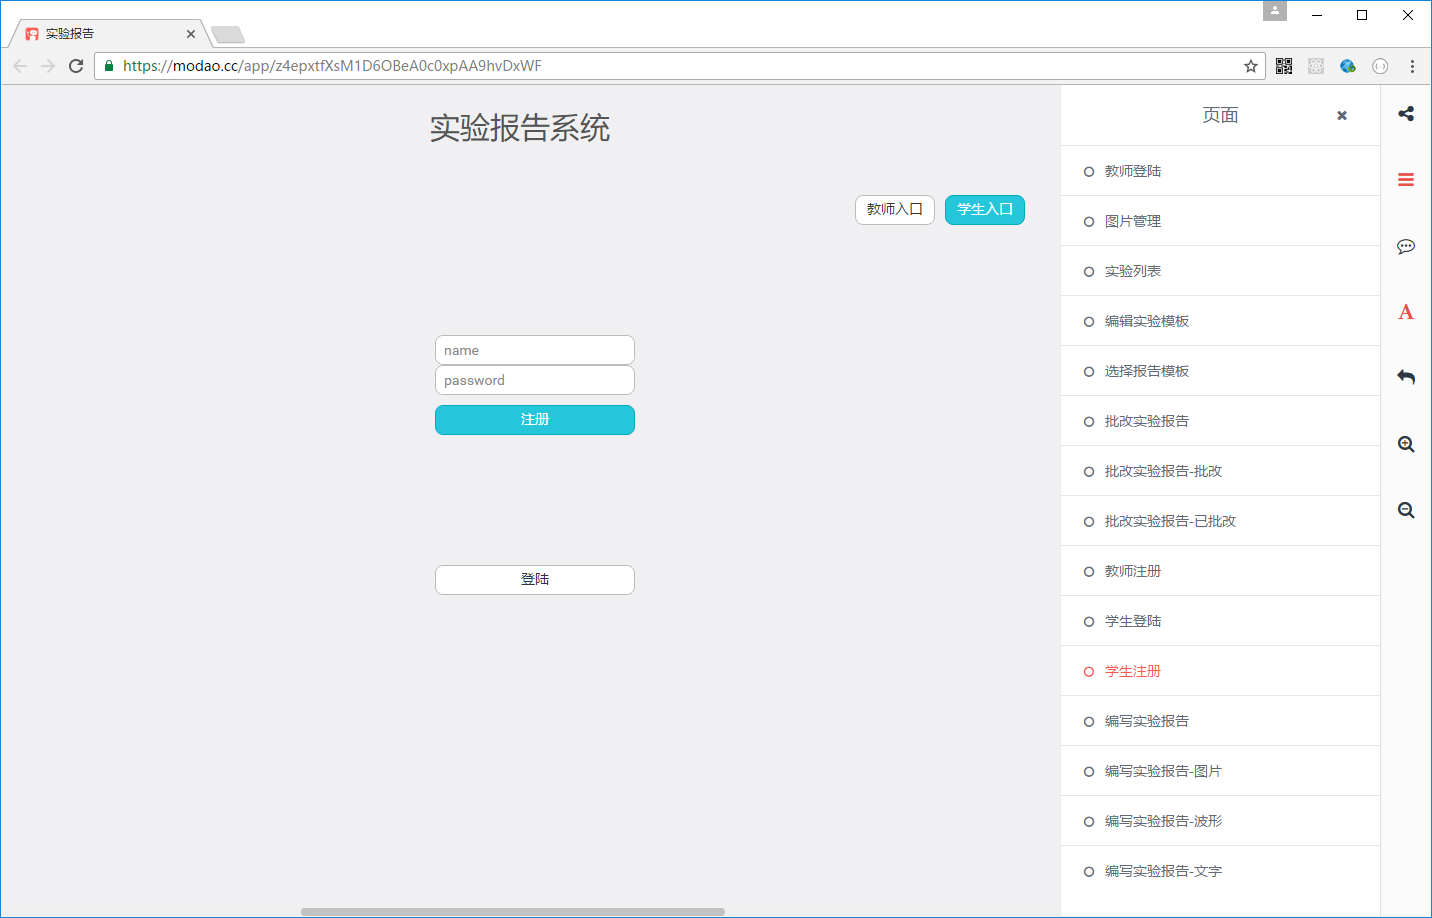 实验报告
https://modao.cc/app/z4epxtfXsM1D6OBeA0c0xpAA9hvDxWF
实验报告系统
教师入口
学生入口
name
password
注册
登陆
页面
教师登陆
图片管理
实验列表
编辑实验模板
选择报告模板
批改实验报告
批改实验报告-批改
批改实验报告-已批改
教师注册
学生登陆
学生注册
编写实验报告
编写实验报告-图片
编写实验报告-波形
编写实验报告-文字
A